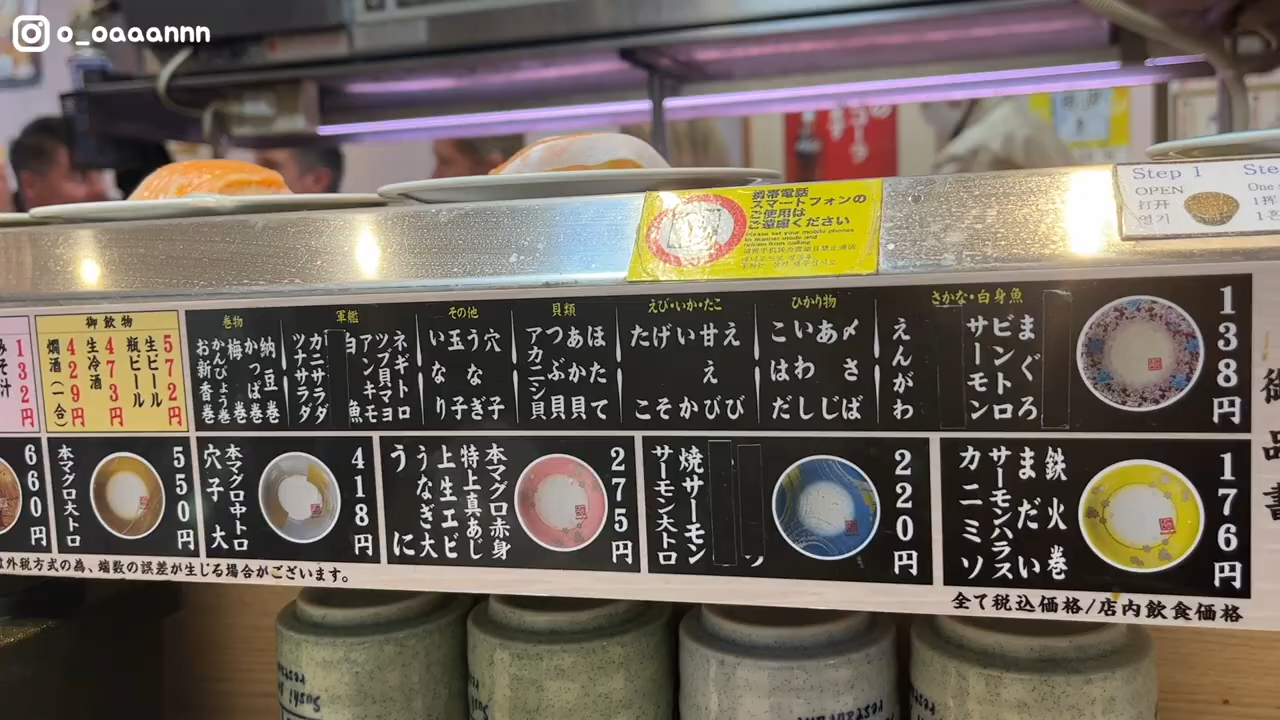 o_oaaannn
携帯電話
スマートフォンの
ご使用は
ご遠慮ください
Please set your mobile phones
to manner mode and
refrain from calling
Step 1
OPEN
打开
열기
138円
さかな・白身魚
まぐろ
ビントロ
サーモン
えんがわ
ひかり物
〆さば
あじ
いわし
こはだ
えび・いか・たこ
えび
甘えび
いか
げそ
たこ
貝類
ほたて
あか貝
つぶ貝
アカニシ貝
その他
穴子
うなぎ
玉子
いなり
軍艦
ネギトロ
ツブ貝マヨ
アンキモ
白魚
カニサラダ
ツナサラダ
巻物
納豆巻
かっぱ巻
梅巻
かんぴょう巻
お新香巻
御飲物
生ビール 572円
瓶ビール
生冷酒 473円
燗酒(一合) 429円
みそ汁 132円
176円
鉄火巻
まだい
サーモンハラス
カニミソ
220円
焼サーモン
サーモン大トロ
275円
本マグロ赤身
特上真あじ
上生エビ
うなぎ大
うに
418円
本マグロ中トロ
穴子大
550円
本マグロ大トロ
660円
は外税方式の為、端数の誤差が生じる場合がございます。
全て税込価格/店内飲食価格